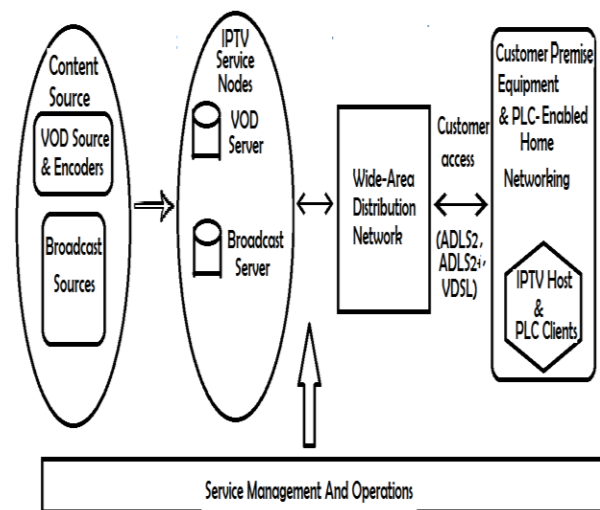 Content
Source
VOD Source
& Encoders
Broadcast
Sources
IPTV
Service
Nodes
VOD
Server
Broadcast
Server
Wide-Area
Distribution
Network
Customer
access
(ADLS2,
ADLS2+,
VDSL)
Customer Premise
Equipment
& PLC- Enabled
Home
Networking
IPTV Host
&
PLC Clients
Service Management And Operations